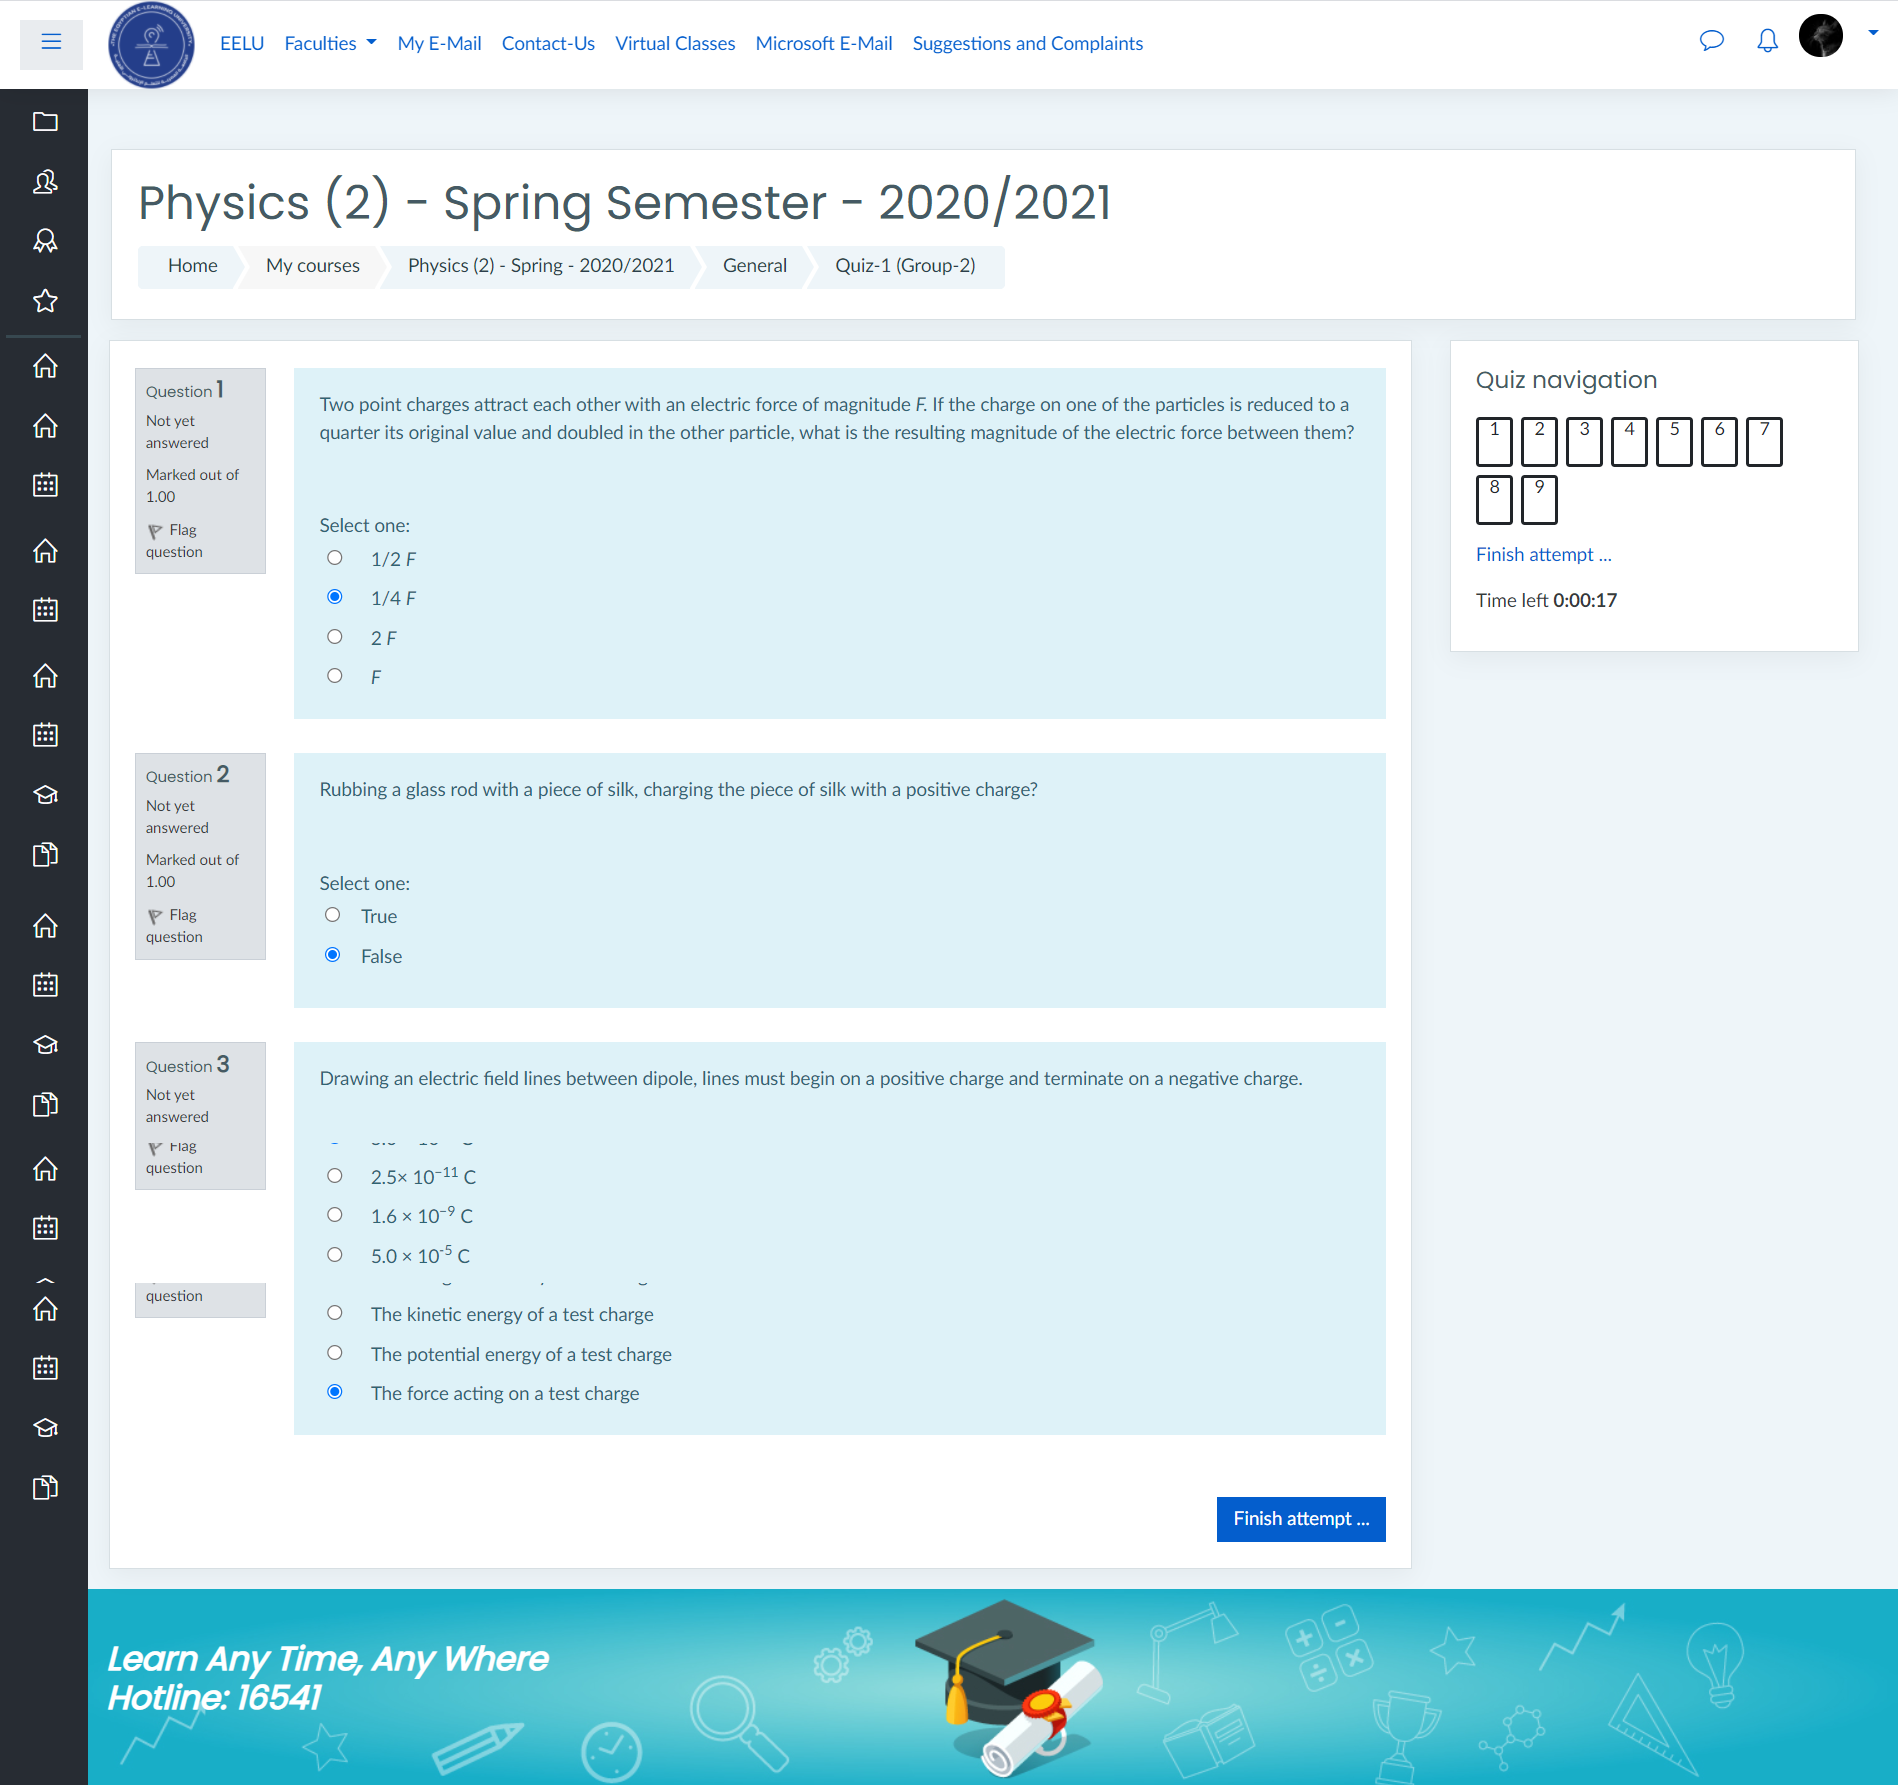 EELU Faculties My E-Mail Contact-Us Virtual Classes Microsoft E-Mail Suggestions and Complaints
Physics (2) - Spring Semester - 2020/2021
Home My courses Physics (2) - Spring - 2020/2021 General Quiz-1 (Group-2)
Question 1
Not yet
answered
Marked out of
1.00
Flag
question
Two point charges attract each other with an electric force of magnitude F. If the charge on one of the particles is reduced to a
quarter its original value and doubled in the other particle, what is the resulting magnitude of the electric force between them?
Select one:
1/2 F
1/4 F
2 F
F
Quiz navigation
1 2 3 4 5 6 7
8 9
Finish attempt ...
Time left 0:00:17
Question 2
Not yet
answered
Marked out of
1.00
Flag
question
Rubbing a glass rod with a piece of silk, charging the piece of silk with a positive charge?
Select one:
True
False
Question 3
Not yet
answered
Flag
question
Drawing an electric field lines between dipole, lines must begin on a positive charge and terminate on a negative charge.
2.5× 10⁻¹¹ C
1.6 × 10⁻⁹ C
5.0 × 10⁻⁵ C
question
The kinetic energy of a test charge
The potential energy of a test charge
The force acting on a test charge
Finish attempt ...
Learn Any Time, Any Where
Hotline: 16541